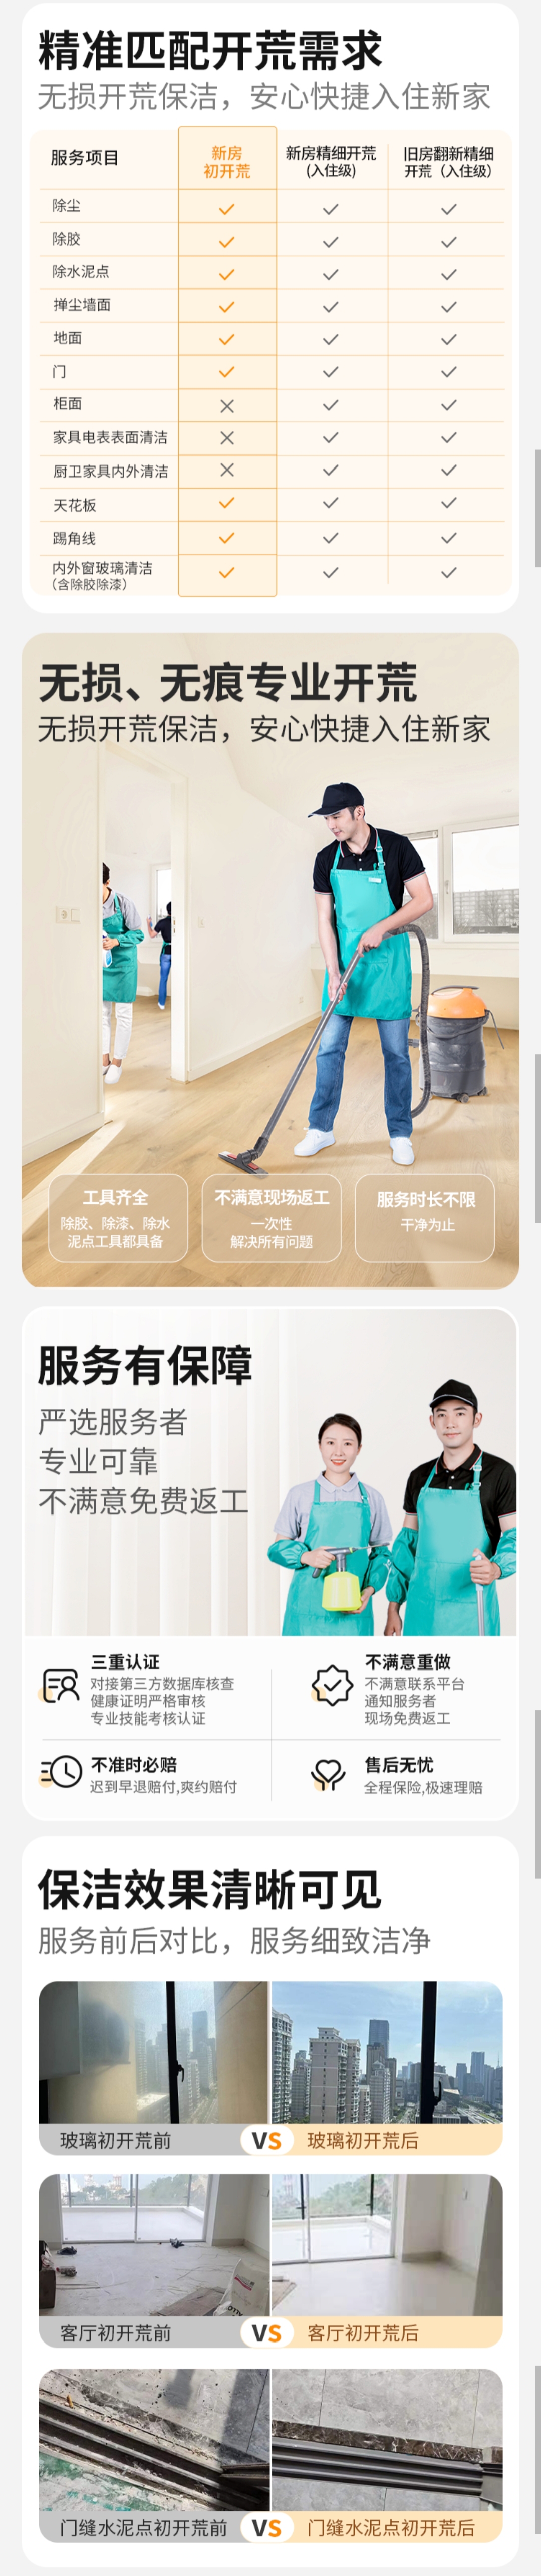 精准匹配开荒需求
无损开荒保洁，安心快捷入住新家
服务项目
新房
初开荒
新房精细开荒
(入住级)
旧房翻新精细
开荒（入住级）
除尘
除胶
除水泥点
掸尘墙面
地面
门
柜面
家具电表表面清洁
厨卫家具内外清洁
天花板
踢角线
内外窗玻璃清洁
（含除胶除漆）
无损、无痕专业开荒
无损开荒保洁，安心快捷入住新家
工具齐全
除胶、除漆、除水
泥点工具都具备
不满意现场返工
一次性
解决所有问题
服务时长不限
干净为止
服务有保障
严选服务者
专业可靠
不满意免费返工
三重认证
对接第三方数据库核查
健康证明严格审核
专业技能考核认证
不满意重做
不满意联系平台
通知服务者
现场免费返工
不准时必赔
迟到早退赔付,爽约赔付
售后无忧
全程保险,极速理赔
保洁效果清晰可见
服务前后对比，服务细致洁净
玻璃初开荒前 VS 玻璃初开荒后
客厅初开荒前 VS 客厅初开荒后
门缝水泥点初开荒前 VS 门缝水泥点初开荒后